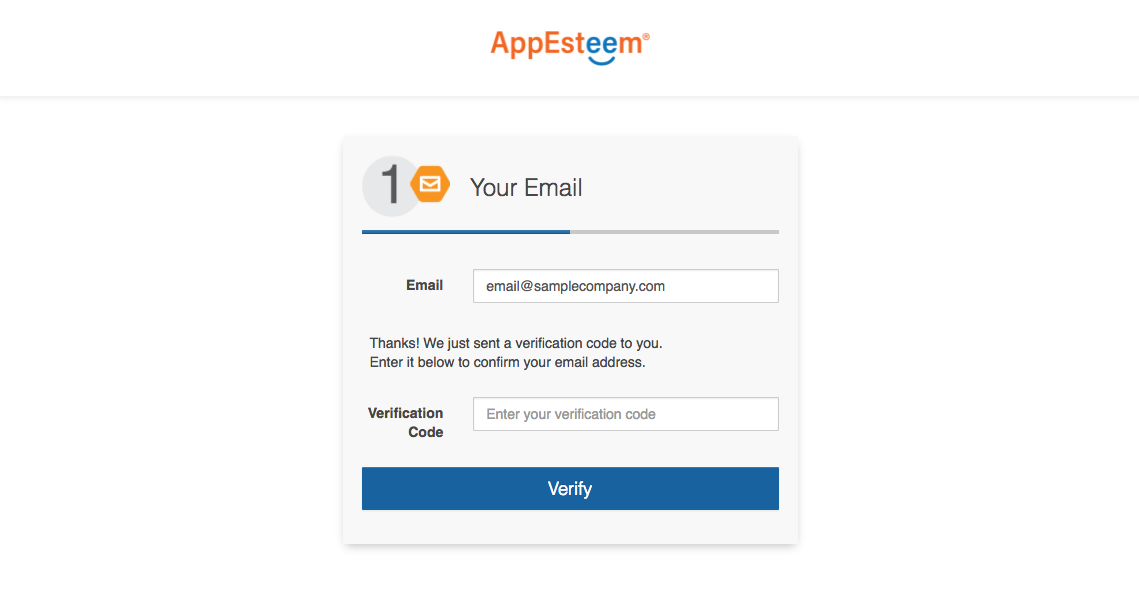 AppEsteem®
1
Your Email
Email
email@samplecompany.com
Thanks! We just sent a verification code to you.
Enter it below to confirm your email address.
Verification
Code
Enter your verification code
Verify